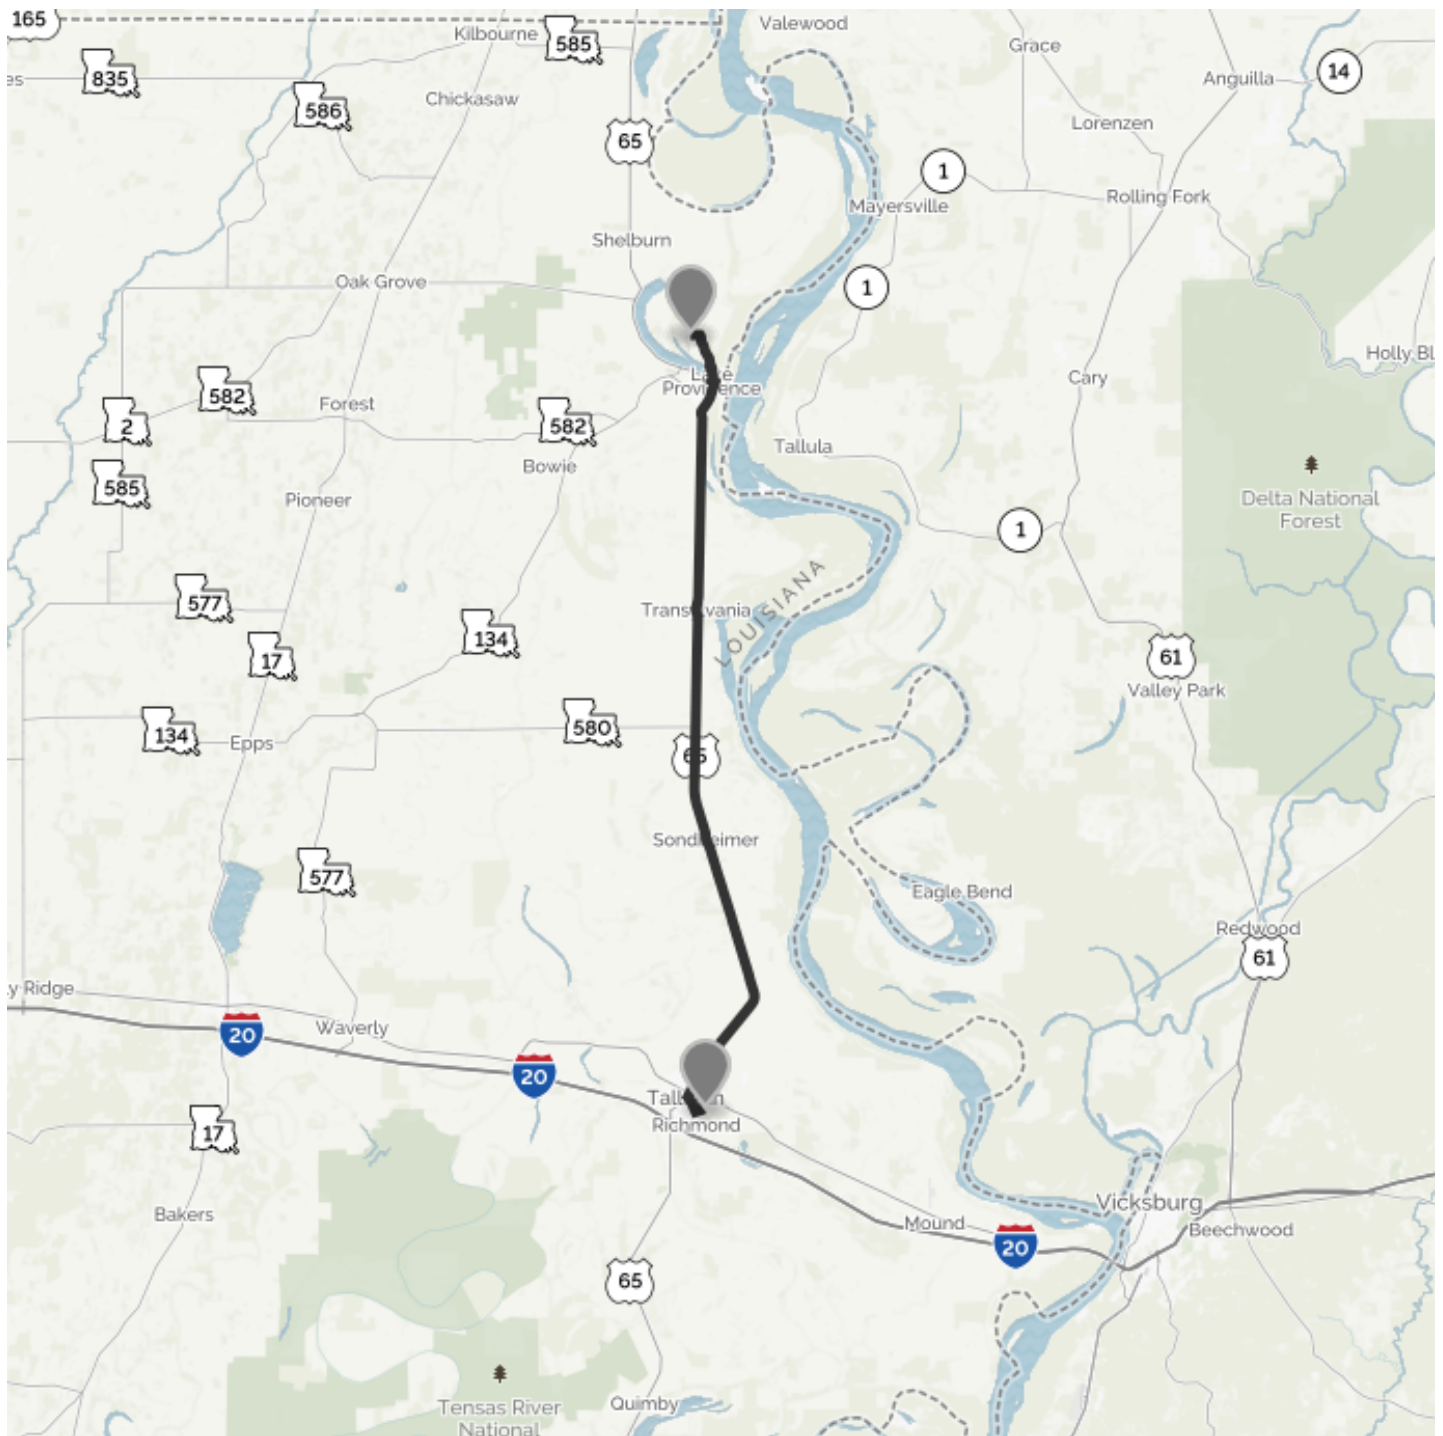 165
Kilbourne
585
Valewood
Grace
835
es
586
Chickasaw
Anguilla
14
65
Lorenzen
1
Mayersville
Rolling Fork
Shelburn
Oak Grove
1
Holly Bl
Lake
Providence
582
Forest
2
582
Cary
Tallula
Bowie
585
Pioneer
Delta National
Forest
1
577
Transylvania
LOUISIANA
17
134
61
Valley Park
134
580
Epps
65
Sondheimer
577
Eagle Bend
Redwood
61
y Ridge
20
Waverly
20
Tallulah
Richmond
17
Bakers
Vicksburg
Mound
Beechwood
20
65
Quimby
Tensas River
National